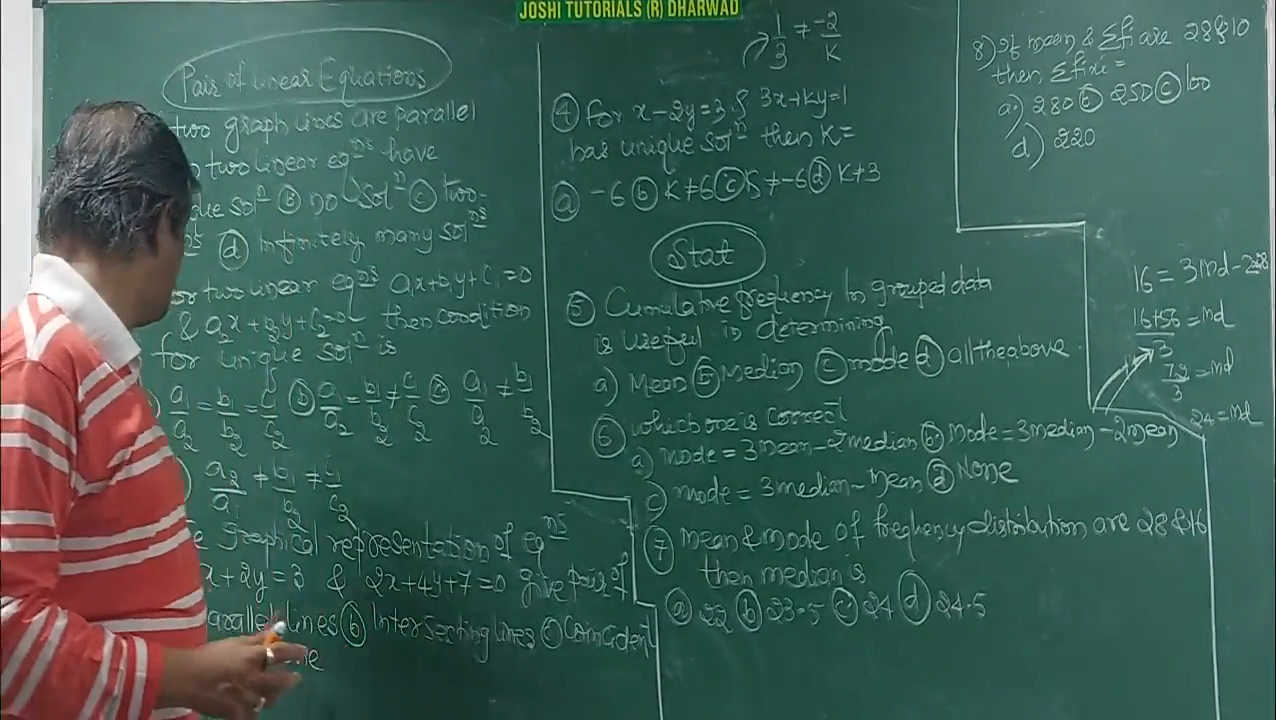 JOSHI TUTORIALS (R) DHARWAD
Pair of linear Equations
two graph lines are parallel
two linear eqⁿˢ have
que solⁿ (B) no solⁿ (C) two-
ns (d) Infinitely many solⁿˢ
or two linear eqⁿˢ a₁x+b₁y+c₁=0
& a₂x+b₂y+c₂=0 then condition
for unique solⁿ is
a₁/a₂ = b₁/b₂ = c₁/c₂ (b) a₁/a₂ = b₁/b₂ ≠ c₁/c₂ (c) a₁/a₂ ≠ b₁/b₂
a₂/a₁ ≠ b₁/b₂ ≠ c₁/c₂
e Graphical representation of eqⁿˢ
x+2y=3 & 2x+4y+7=0 give pair of
arallel lines (b) Intersecting lines (c) Coincident
ne
1/3 ≠ -2/K
(4) For x-2y=3 & 3x+ky=1
has unique solⁿ then K=
(a) -6 (b) K≠6 (c) K≠-6 (d) K≠3
Stat
(5) Cumulative frequency In grouped data
is useful in determining
a) Mean (b) Median (c) mode (d) all the above.
(6) which one is Correct
a) mode = 3mean-2median (b) Mode = 3median-2mean
c) mode = 3median-mean (d) None
(7) mean & mode of frequency distribution are 28 & 16
then median is
(a) 22 (b) 23.5 (c) 24 (d) 24.5
8) If mean & Σfi are 28 & 10
then Σfixi =
a) 280 (b) 250 (c) 100
d) 220
16 = 3Md-2×28
16+56/3 = Md
72/3 = Md
24 = Md